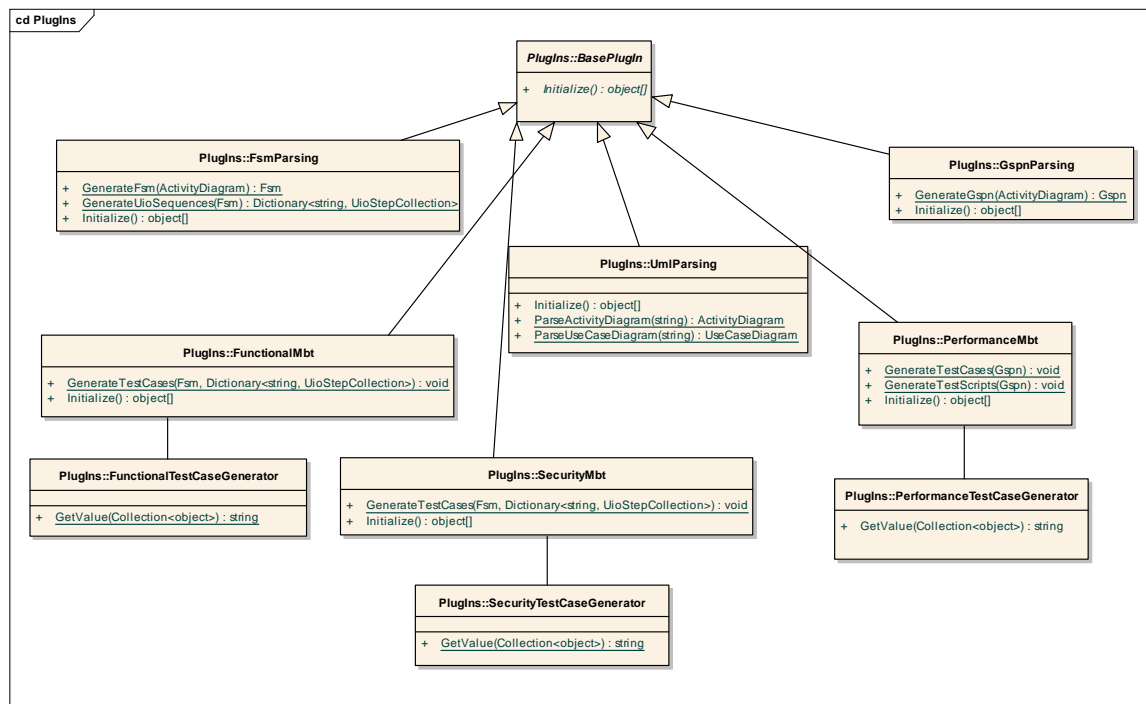 cd PlugIns
PlugIns::BasePlugIn
+ Initialize() : object[]
PlugIns::FsmParsing
+ GenerateFsm(ActivityDiagram) : Fsm
+ GenerateUioSequences(Fsm) : Dictionary<string, UioStepCollection>
+ Initialize() : object[]
PlugIns::GspnParsing
+ GenerateGspn(ActivityDiagram) : Gspn
+ Initialize() : object[]
PlugIns::UmlParsing
+ Initialize() : object[]
+ ParseActivityDiagram(string) : ActivityDiagram
+ ParseUseCaseDiagram(string) : UseCaseDiagram
PlugIns::FunctionalMbt
+ GenerateTestCases(Fsm, Dictionary<string, UioStepCollection>) : void
+ Initialize() : object[]
PlugIns::PerformanceMbt
+ GenerateTestCases(Gspn) : void
+ GenerateTestScripts(Gspn) : void
+ Initialize() : object[]
PlugIns::FunctionalTestCaseGenerator
+ GetValue(Collection<object>) : string
PlugIns::SecurityMbt
+ GenerateTestCases(Fsm, Dictionary<string, UioStepCollection>) : void
+ Initialize() : object[]
PlugIns::PerformanceTestCaseGenerator
+ GetValue(Collection<object>) : string
PlugIns::SecurityTestCaseGenerator
+ GetValue(Collection<object>) : string